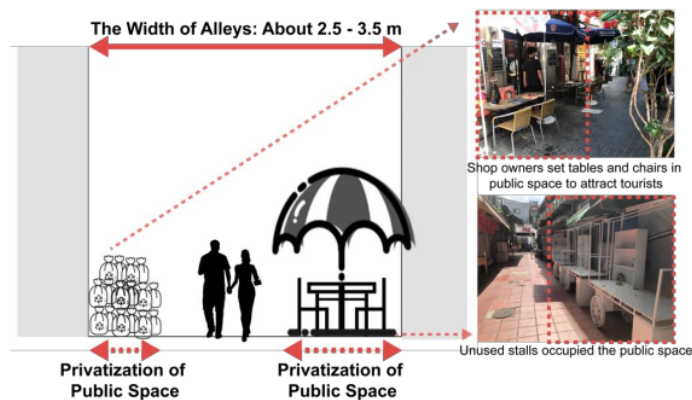 The Width of Alleys: About 2.5 - 3.5 m
Shop owners set tables and chairs in
public space to attract tourists
Unused stalls occupied the public space
Privatization of
Public Space
Privatization of
Public Space